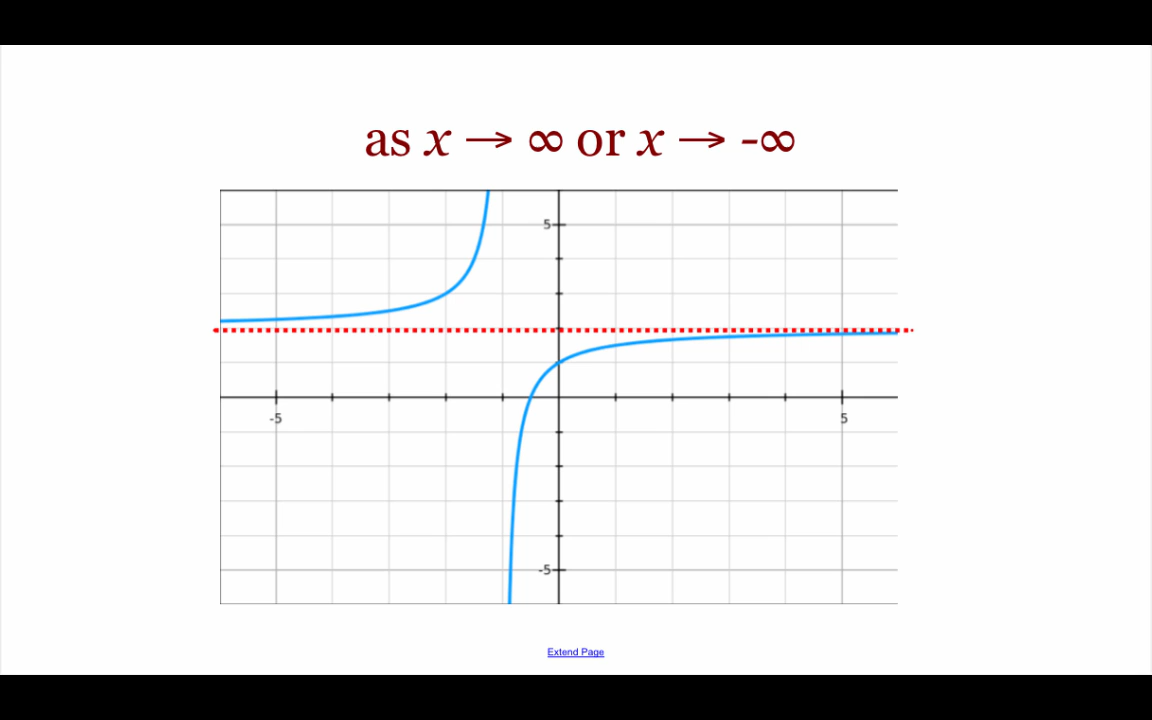 as x → ∞ or x → -∞
5
-5
5
-5
Extend Page